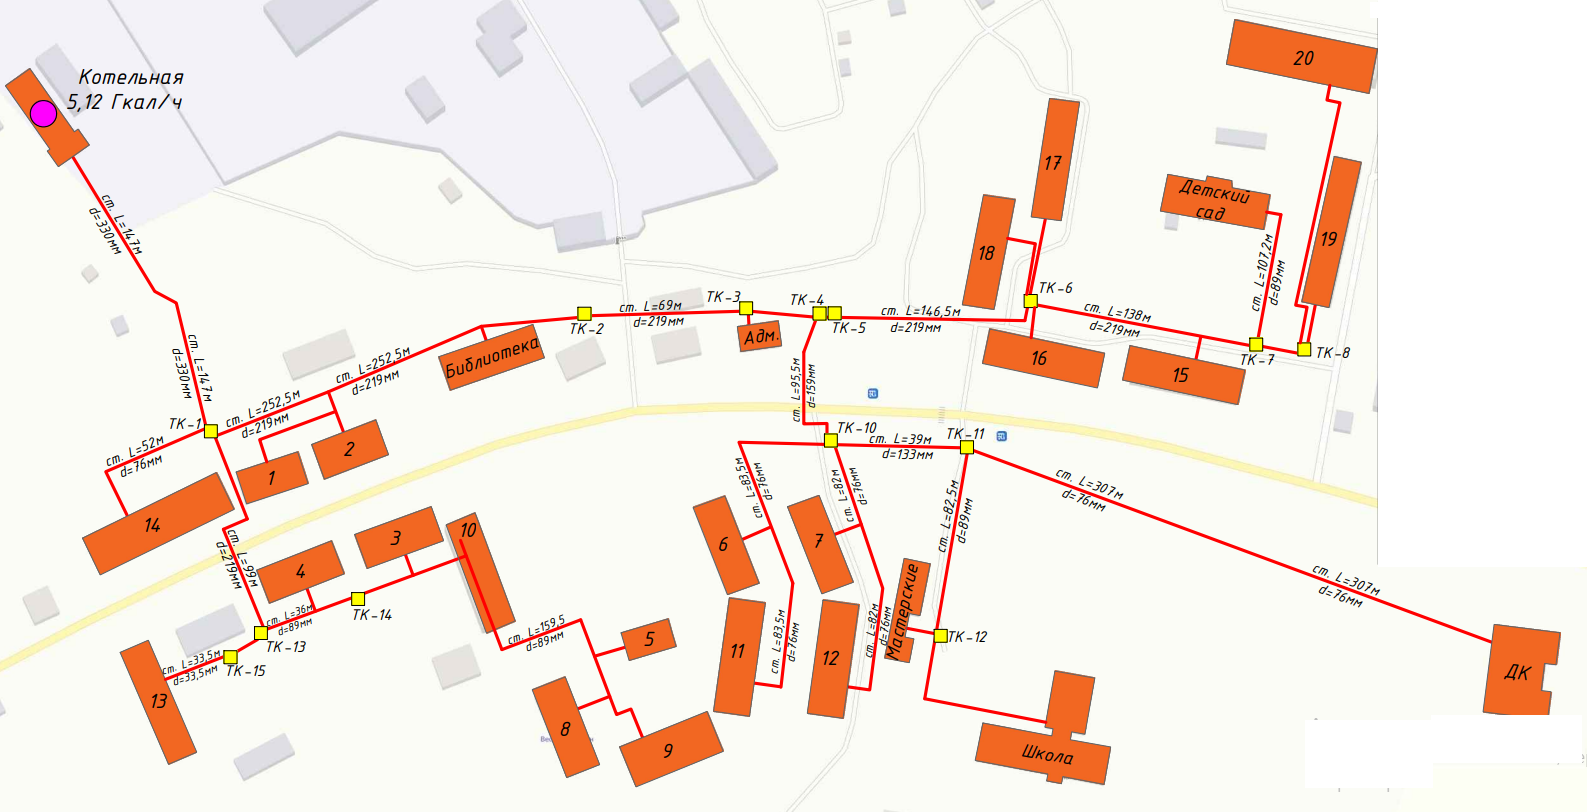 Котельная
5,12 Гкал/ч
ст. L=147м
d=330мм
ст. L=147м
d=330мм
ТК-1
ст. L=52м
d=76мм
14
ст. L=252,5м
d=219мм
1
2
ст. L=252,5м
d=219мм
Библиотека
ТК-2
ст. L=69м
d=219мм
ТК-3
Адм.
ТК-4
ТК-5
ст. L=146,5м
d=219мм
ТК-6
17
18
16
ст. L=138м
d=219мм
15
ТК-7
ТК-8
ст. L=107,2м
d=89мм
Детский
сад
19
20
ст. L=95,5м
d=159мм
ТК-10
ст. L=39м
d=133мм
ТК-11
ст. L=83,5м
d=76мм
ст. L=82м
d=76мм
6
7
11
12
ст. L=83,5м
d=76мм
ст. L=82м
d=76мм
Мастерские
ст. L=82,5м
d=89мм
ТК-12
Школа
ст. L=307м
d=76мм
ст. L=307м
d=76мм
ДК
ст. L=99м
d=219мм
4
3
10
ст. L=36м
d=89мм
ТК-14
ТК-13
ТК-15
ст. L=33,5м
d=33,5мм
13
ст. L=159,5
d=89мм
5
8
9